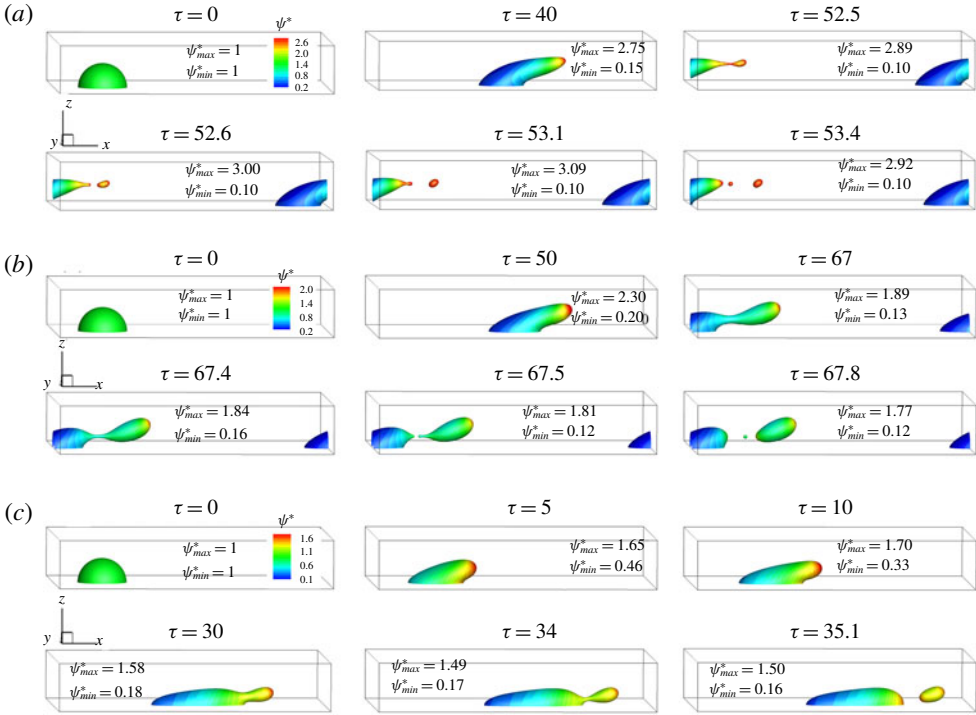 (a)
τ = 0
τ = 40
τ = 52.5
ψ*max = 1
ψ*min = 1
ψ*
2.6
2.0
1.4
0.8
0.2
ψ*max = 2.75
ψ*min = 0.15
ψ*max = 2.89
ψ*min = 0.10
z
y
x
τ = 52.6
τ = 53.1
τ = 53.4
ψ*max = 3.00
ψ*min = 0.10
ψ*max = 3.09
ψ*min = 0.10
ψ*max = 2.92
ψ*min = 0.10
(b)
τ = 0
τ = 50
τ = 67
ψ*max = 1
ψ*min = 1
ψ*
2.0
1.4
0.8
0.2
ψ*max = 2.30
ψ*min = 0.20
ψ*max = 1.89
ψ*min = 0.13
z
y
x
τ = 67.4
τ = 67.5
τ = 67.8
ψ*max = 1.84
ψ*min = 0.16
ψ*max = 1.81
ψ*min = 0.12
ψ*max = 1.77
ψ*min = 0.12
(c)
τ = 0
τ = 5
τ = 10
ψ*max = 1
ψ*min = 1
ψ*
1.6
1.1
0.6
0.1
ψ*max = 1.65
ψ*min = 0.46
ψ*max = 1.70
ψ*min = 0.33
z
y
x
τ = 30
τ = 34
τ = 35.1
ψ*max = 1.58
ψ*min = 0.18
ψ*max = 1.49
ψ*min = 0.17
ψ*max = 1.50
ψ*min = 0.16